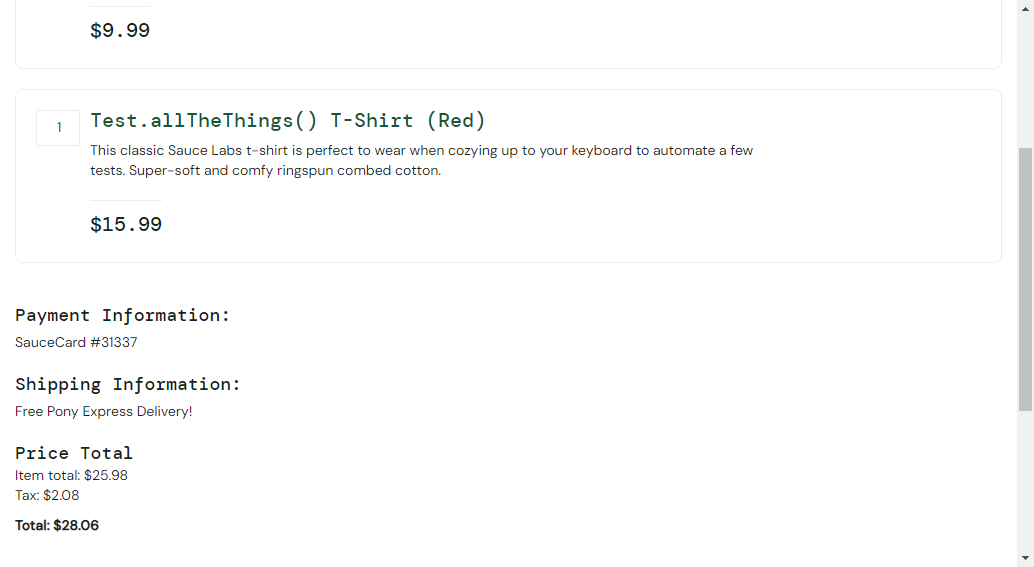 $9.99
1
Test.allTheThings() T-Shirt (Red)
This classic Sauce Labs t-shirt is perfect to wear when cozying up to your keyboard to automate a few
tests. Super-soft and comfy ringspun combed cotton.
$15.99
Payment Information:
SauceCard #31337
Shipping Information:
Free Pony Express Delivery!
Price Total
Item total: $25.98
Tax: $2.08
Total: $28.06